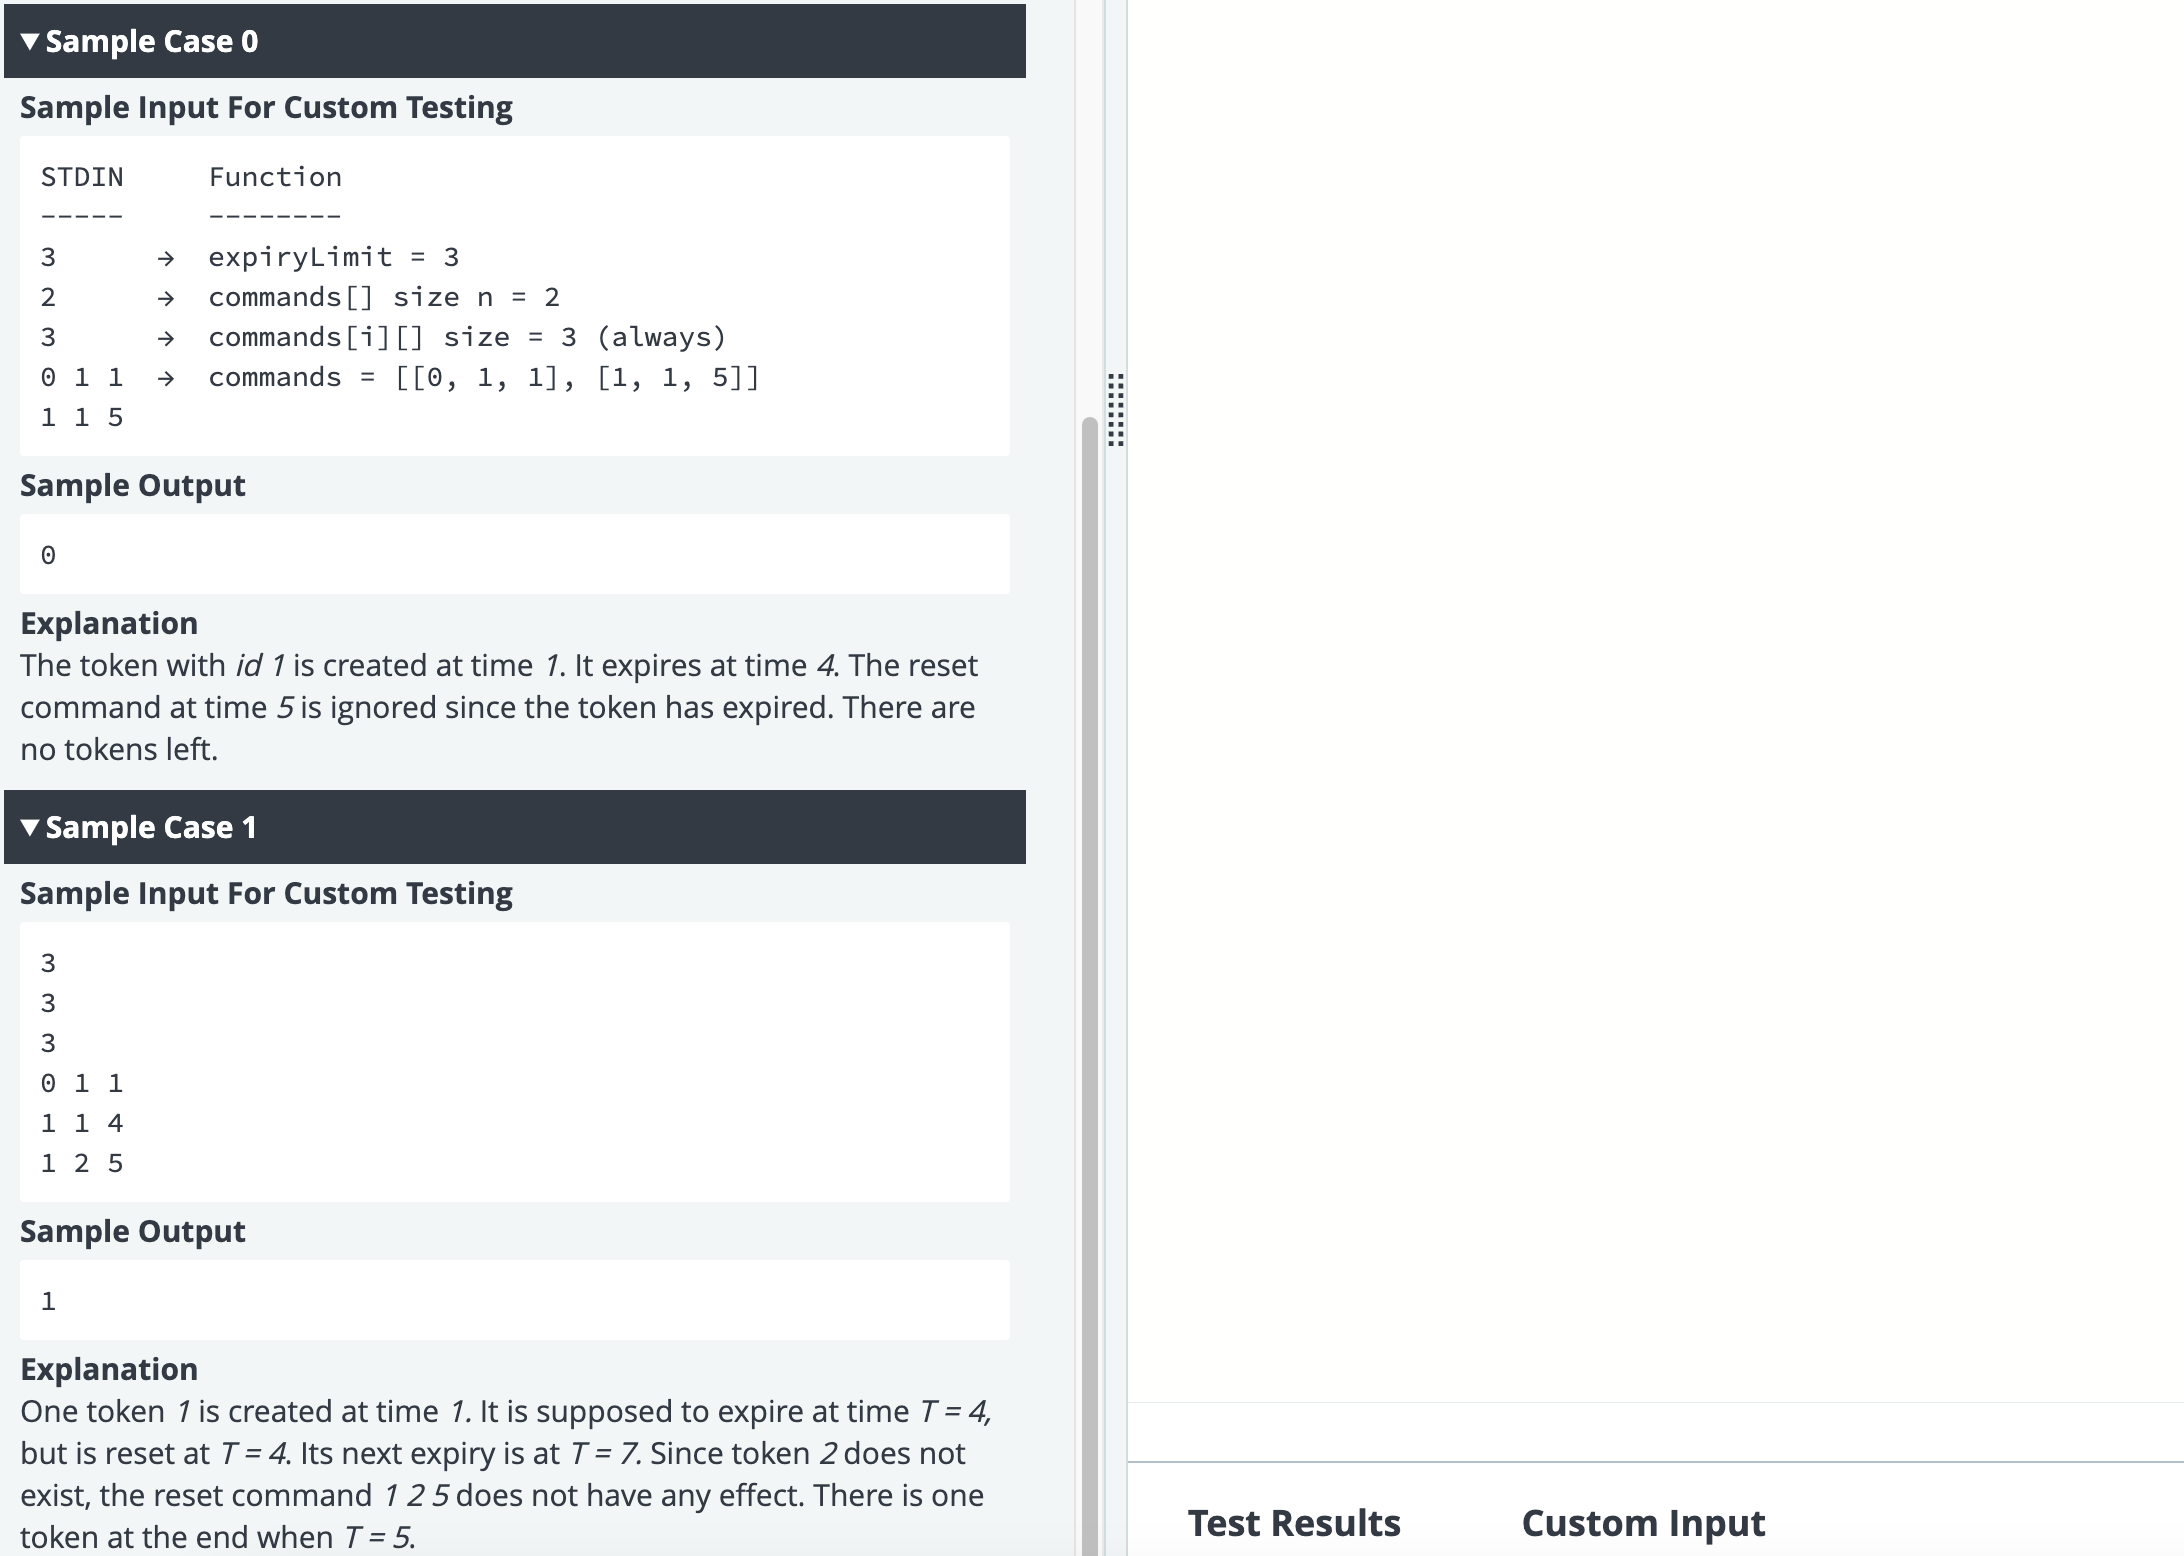 ▼ Sample Case 0
Sample Input For Custom Testing
STDIN Function
----- --------
3 → expiryLimit = 3
2 → commands[] size n = 2
3 → commands[i][] size = 3 (always)
0 1 1 → commands = [[0, 1, 1], [1, 1, 5]]
1 1 5
Sample Output
0
Explanation
The token with id 1 is created at time 1. It expires at time 4. The reset
command at time 5 is ignored since the token has expired. There are
no tokens left.
▼ Sample Case 1
Sample Input For Custom Testing
3
3
3
0 1 1
1 1 4
1 2 5
Sample Output
1
Explanation
One token 1 is created at time 1. It is supposed to expire at time T = 4,
but is reset at T = 4. Its next expiry is at T = 7. Since token 2 does not
exist, the reset command 1 2 5 does not have any effect. There is one
token at the end when T = 5.
Test Results Custom Input